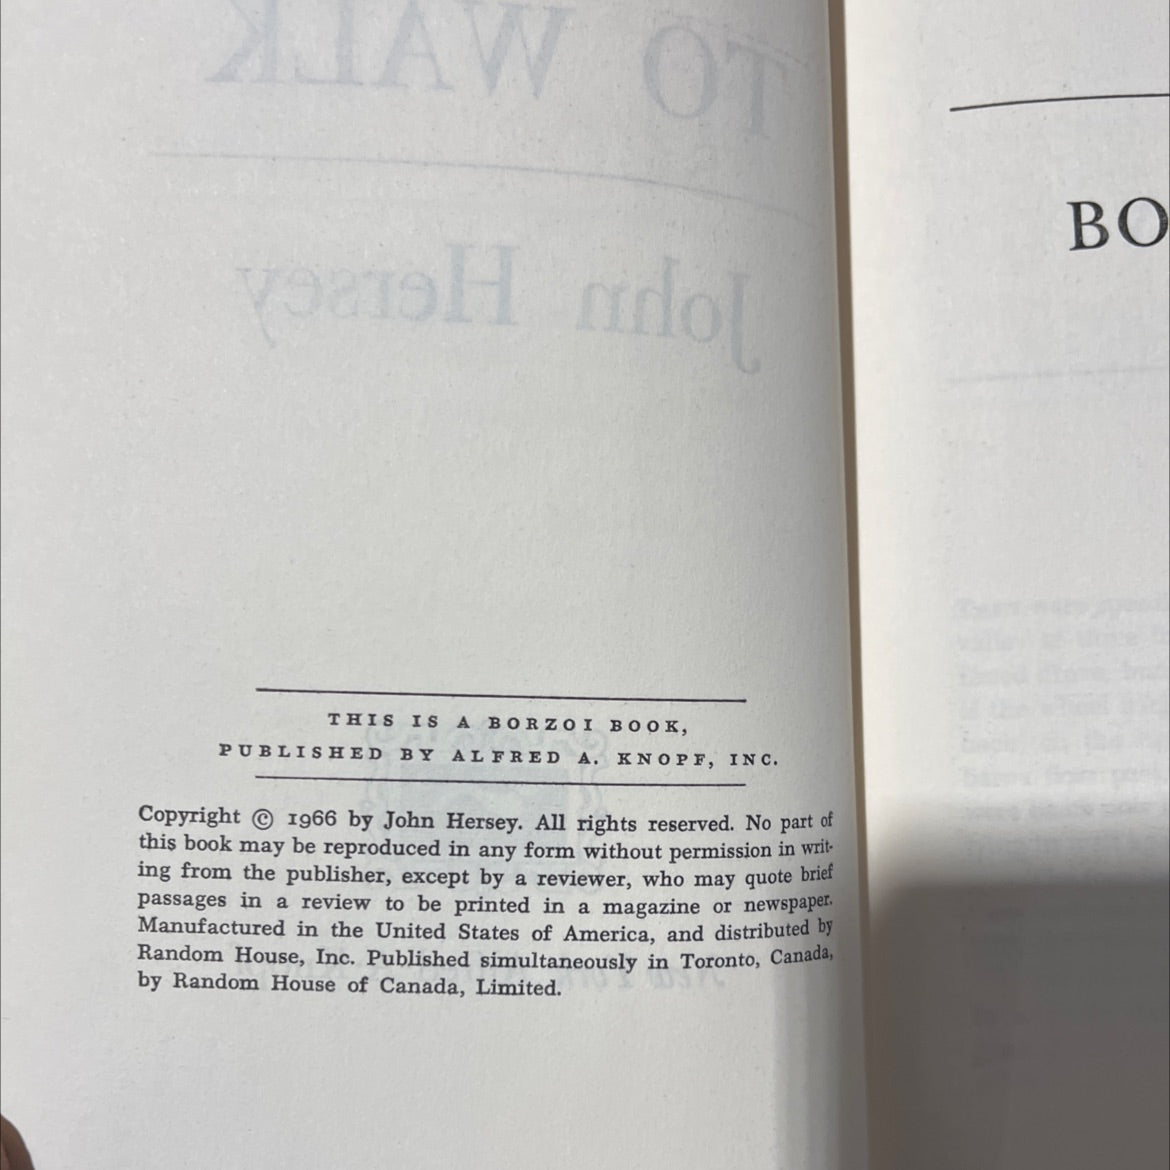 TO WALK
John Hersey
THIS IS A BORZOI BOOK,
PUBLISHED BY ALFRED A. KNOPF, INC.
Copyright © 1966 by John Hersey. All rights reserved. No part of
this book may be reproduced in any form without permission in writ-
ing from the publisher, except by a reviewer, who may quote brief
passages in a review to be printed in a magazine or newspaper.
Manufactured in the United States of America, and distributed by
Random House, Inc. Published simultaneously in Toronto, Canada,
by Random House of Canada, Limited.
BO